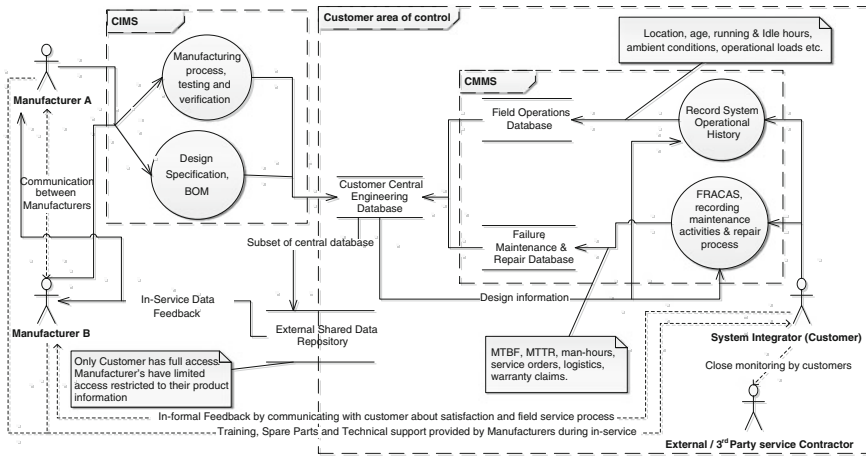 CIMS
Customer area of control
Location, age, running & Idle hours,
ambient conditions, operational loads etc.
Manufacturing
process,
testing and
verification
Manufacturer A
CMMS
Field Operations
Database
Record System
Operational
History
Design
Specification,
BOM
Communication
between
Manufacturers
Customer Central
Engineering
Database
FRACAS,
recording
maintenance
activities & repair
process
Failure,
Maintenance &
Repair Database
Subset of central database
Design information
In-Service Data
Feedback
Manufacturer B
External Shared Data
Repository
System Integrator (Customer)
Only Customer has full access.
Manufacturer's have limited
access restricted to their product
information
MTBF, MTTR, man-hours,
service orders, logistics,
warranty claims.
Close monitoring by customers
In-formal Feedback by communicating with customer about satisfaction and field service process
Training, Spare Parts and Technical support provided by Manufacturers during in-service
External / 3rd Party service Contractor